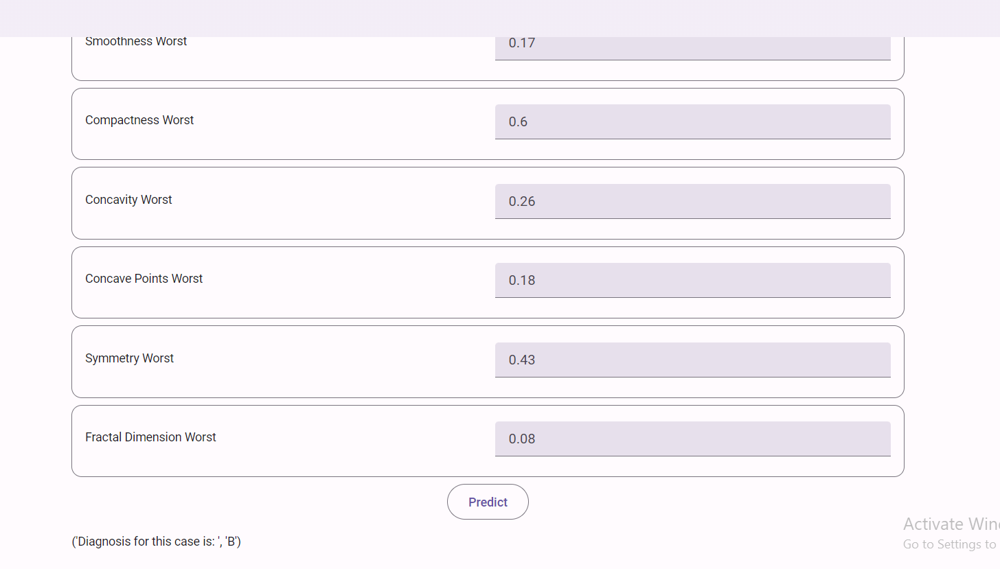 Smoothness Worst
0.17
Compactness Worst
0.6
Concavity Worst
0.26
Concave Points Worst
0.18
Symmetry Worst
0.43
Fractal Dimension Worst
0.08
Predict
('Diagnosis for this case is: ', 'B')
Activate Win
Go to Settings to